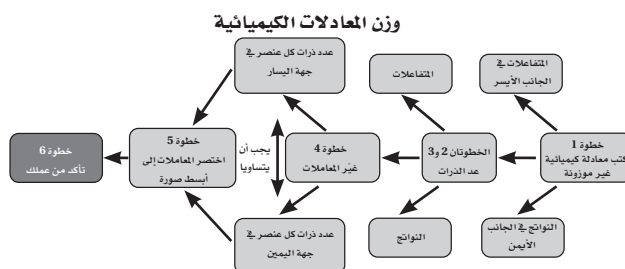 وزن المعادلات الكيميائية
المتفاعلات في
الجانب الأيسر
المتفاعلات
عدد ذرات كل عنصر في
جهة اليسار
خطوة 1
كتب معادلة كيميائية
غير موزونة
الخطوتان 2 و3
عد الذرات
خطوة 4
غيّر المعاملات
يجب أن
يتساويا
خطوة 5
اختصر المعاملات إلى
أبسط صورة
خطوة 6
تأكد من عملك
النواتج في الجانب
الأيمن
النواتج
عدد ذرات كل عنصر في
جهة اليمين